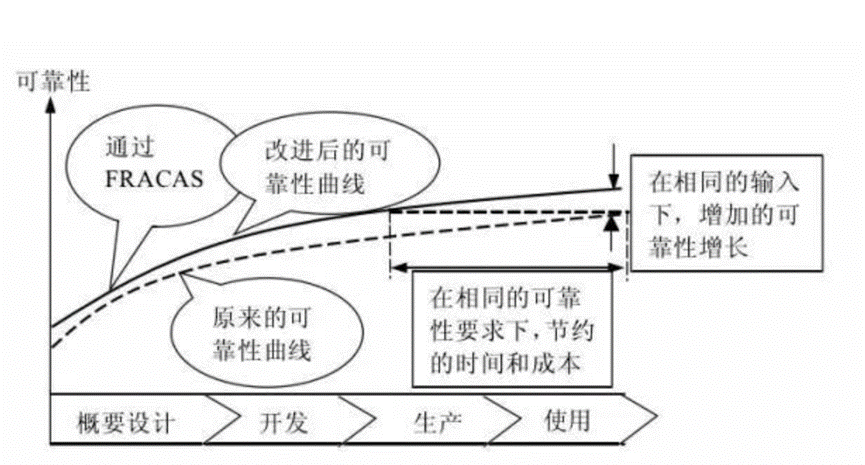 可靠性
通过
FRACAS
改进后的可
靠性曲线
在相同的输入
下，增加的可
靠性增长
原来的可
靠性曲线
在相同的可靠
性要求下，节约
的时间和成本
概要设计
开发
生产
使用